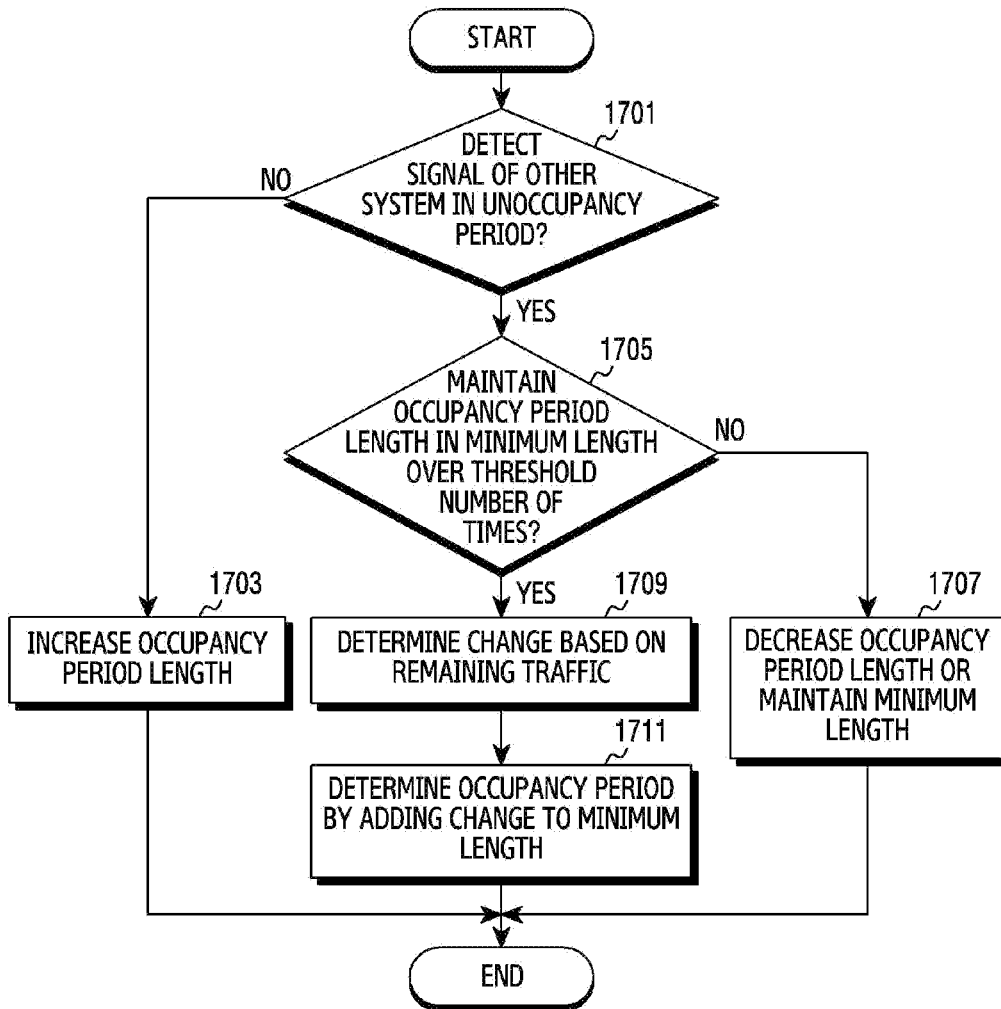 START
1701
DETECT
SIGNAL OF OTHER
SYSTEM IN UNOCCUPANCY
PERIOD?
NO
YES
1705
MAINTAIN
OCCUPANCY PERIOD
LENGTH IN MINIMUM LENGTH
OVER THRESHOLD
NUMBER OF
TIMES?
NO
YES
1703
INCREASE OCCUPANCY
PERIOD LENGTH
1709
DETERMINE CHANGE BASED ON
REMAINING TRAFFIC
1707
DECREASE OCCUPANCY
PERIOD LENGTH OR
MAINTAIN MINIMUM
LENGTH
1711
DETERMINE OCCUPANCY PERIOD
BY ADDING CHANGE TO MINIMUM
LENGTH
END